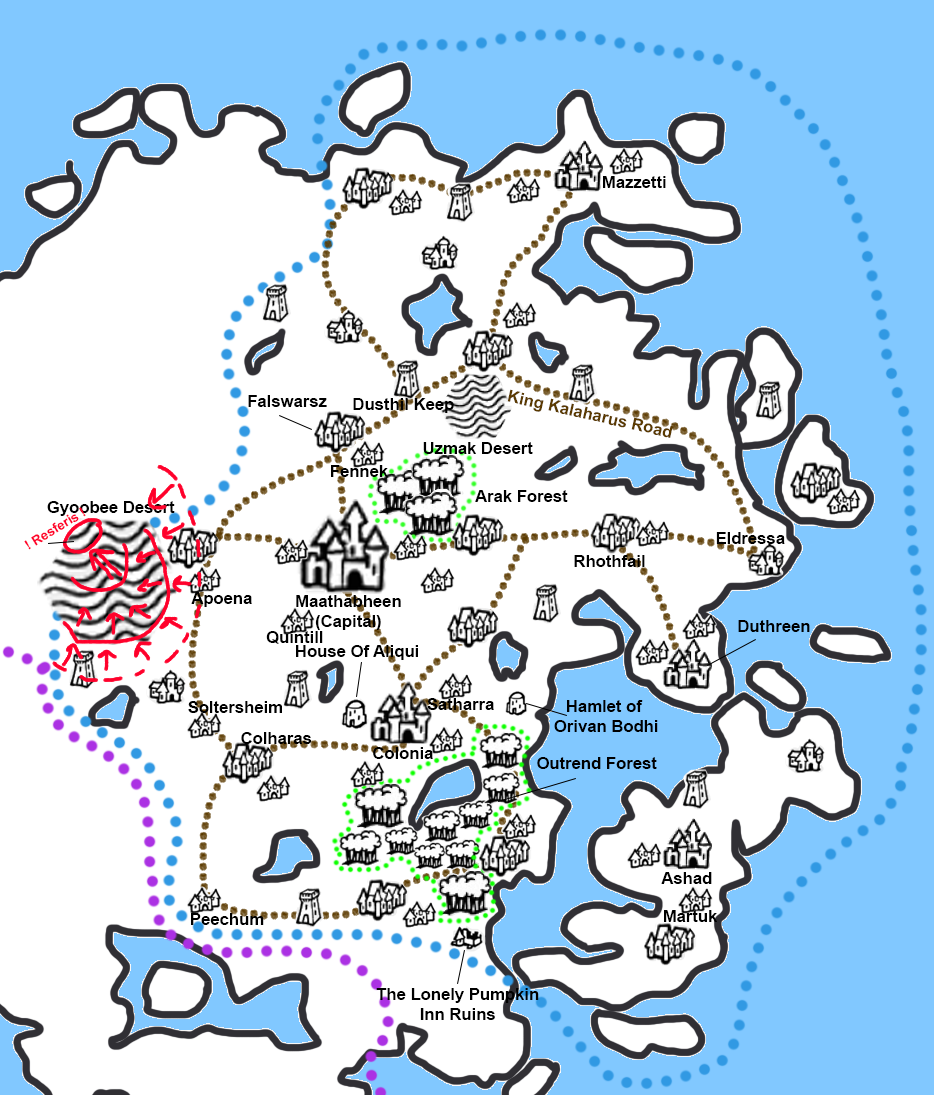 Mazzetti
Falswarsz
Dusthil Keep
King Kalaharus Road
Uzmak Desert
Fennek
Arak Forest
Gyoobee Desert
! Resferis !
Eldressa
Rhothfail
Apoena
Maathabheen
(Capital)
Quintill
House Of Aliqui
Duthreen
Soltersheim
Satharra
Hamlet of
Orivan Bodhi
Colharas
Colonia
Outrend Forest
Ashad
Peechum
Martuk
The Lonely Pumpkin
Inn Ruins